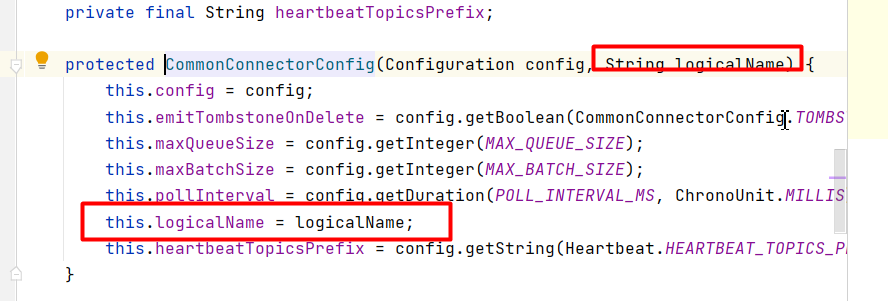 private final String heartbeatTopicsPrefix;
protected CommonConnectorConfig(Configuration config, String logicalName) {
this.config = config;
this.emitTombstoneOnDelete = config.getBoolean(CommonConnectorConfig.TOMBS
this.maxQueueSize = config.getInteger(MAX_QUEUE_SIZE);
this.maxBatchSize = config.getInteger(MAX_BATCH_SIZE);
this.pollInterval = config.getDuration(POLL_INTERVAL_MS, ChronoUnit.MILLIS
this.logicalName = logicalName;
this.heartbeatTopicsPrefix = config.getString(Heartbeat.HEARTBEAT_TOPICS_P
}